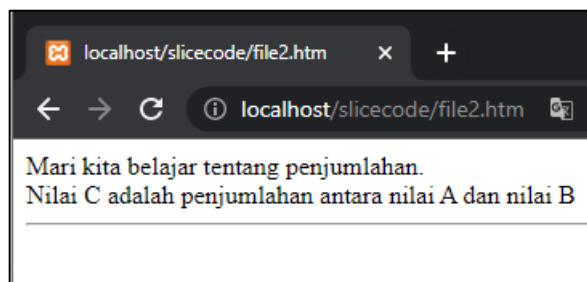 localhost/slicecode/file2.htm
localhost/slicecode/file2.htm
Mari kita belajar tentang penjumlahan.
Nilai C adalah penjumlahan antara nilai A dan nilai B